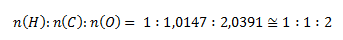 n(H): n(C): n(O) = 1 : 1,0147 : 2,0391 ≅ 1 : 1 : 2